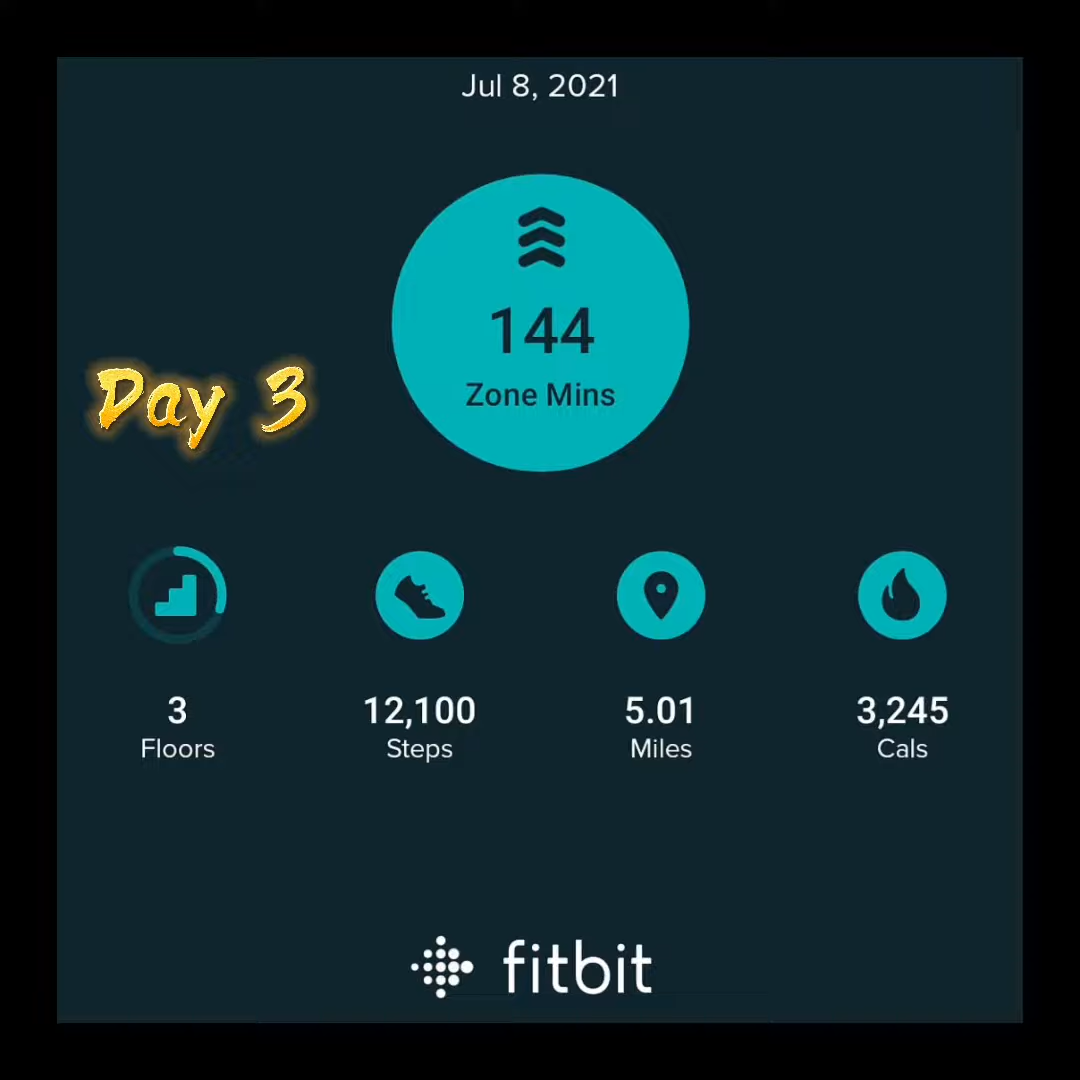 Jul 8, 2021
144
Zone Mins
Day 3
3 12,100 5.01 3,245
Floors Steps Miles Cals
fitbit